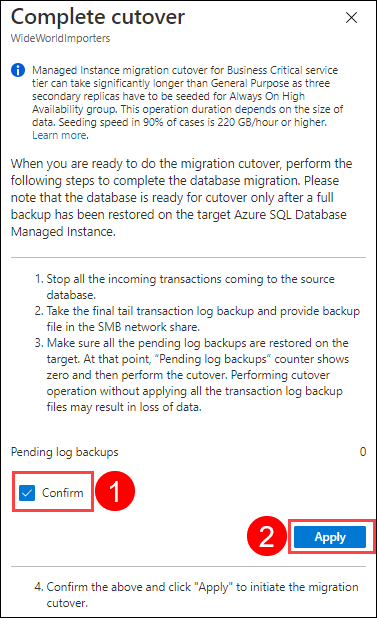 Complete cutover
WideWorldImporters
Managed Instance migration cutover for Business Critical service
tier can take significantly longer than General Purpose as three
secondary replicas have to be seeded for Always On High
Availability group. This operation duration depends on the size of
data. Seeding speed in 90% of cases is 220 GB/hour or higher.
Learn more.
When you are ready to do the migration cutover, perform the
following steps to complete the database migration. Please
note that the database is ready for cutover only after a full
backup has been restored on the target Azure SQL Database
Managed Instance.
1. Stop all the incoming transactions coming to the source
database.
2. Take the final tail transaction log backup and provide backup
file in the SMB network share.
3. Make sure all the pending log backups are restored on the
target. At that point, "Pending log backups" counter shows
zero and then perform the cutover. Performing cutover
operation without applying all the transaction log backup
files may result in loss of data.
Pending log backups 0
Confirm 1
2 Apply
4. Confirm the above and click "Apply" to initiate the migration
cutover.